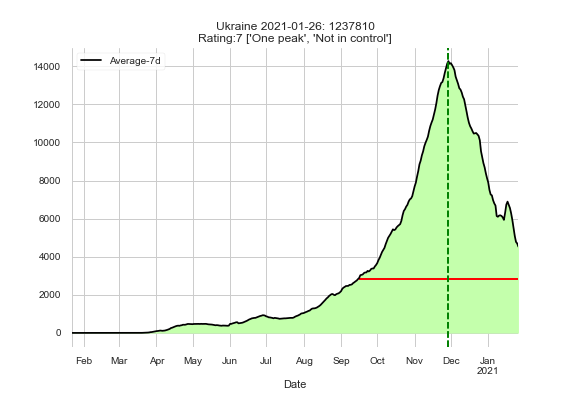 Ukraine 2021-01-26: 1237810
Rating:7 ['One peak', 'Not in control']
Average-7d
14000
12000
10000
8000
6000
4000
2000
0
Feb Mar Apr May Jun Jul Aug Sep Oct Nov Dec Jan
2021
Date